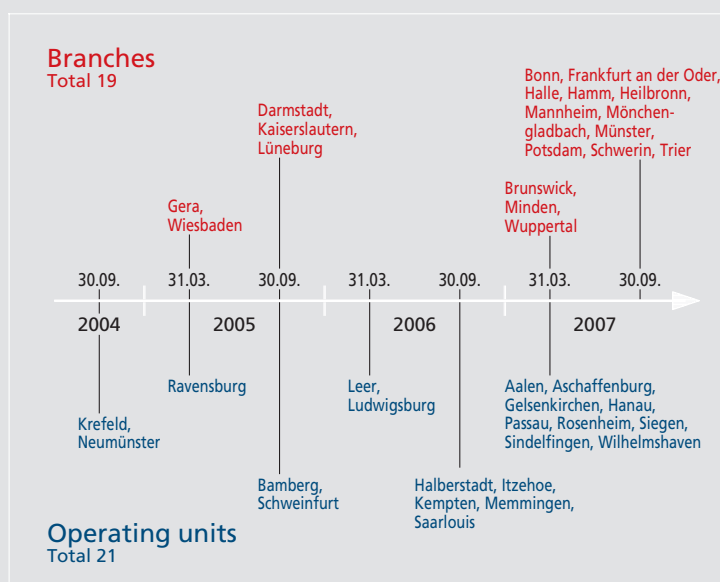 Branches
Total 19
Bonn, Frankfurt an der Oder,
Halle, Hamm, Heilbronn,
Mannheim, Mönchen-
gladbach, Münster,
Potsdam, Schwerin, Trier
Darmstadt,
Kaiserslautern,
Lüneburg
Brunswick,
Minden,
Wuppertal
Gera,
Wiesbaden
30.09. 31.03. 30.09. 31.03. 30.09. 31.03. 30.09.
2004 2005 2006 2007
Ravensburg
Leer,
Ludwigsburg
Aalen, Aschaffenburg,
Gelsenkirchen, Hanau,
Passau, Rosenheim, Siegen,
Sindelfingen, Wilhelmshaven
Krefeld,
Neumünster
Bamberg,
Schweinfurt
Halberstadt, Itzehoe,
Kempten, Memmingen,
Saarlouis
Operating units
Total 21